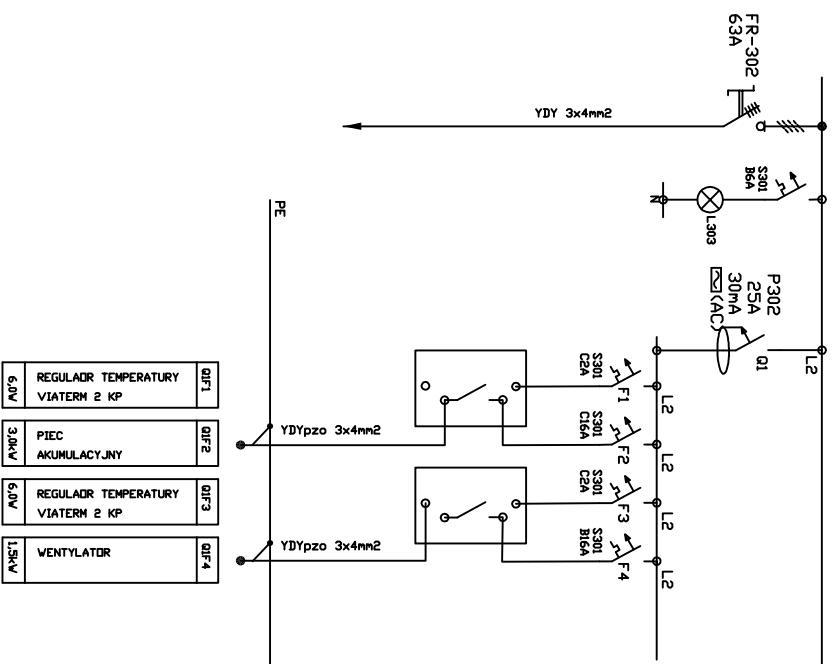 FR-302
63A
YDY 3x4mm2
S301
B6A
L303
N
PE
P302
25A
30mA
(AC)
Q1
L2
S301
C2A
F1
L2
S301
C16A
F2
L2
S301
C2A
F3
L2
S301
B16A
F4
L2
YDYpzo 3x4mm2
YDYpzo 3x4mm2
Q1F1
REGULAOR TEMPERATURY
VIATERM 2 KP
6,0W
Q1F2
PIEC
AKUMULACYJNY
3,0kW
Q1F3
REGULAOR TEMPERATURY
VIATERM 2 KP
6,0W
Q1F4
WENTYLATOR
1,5kW